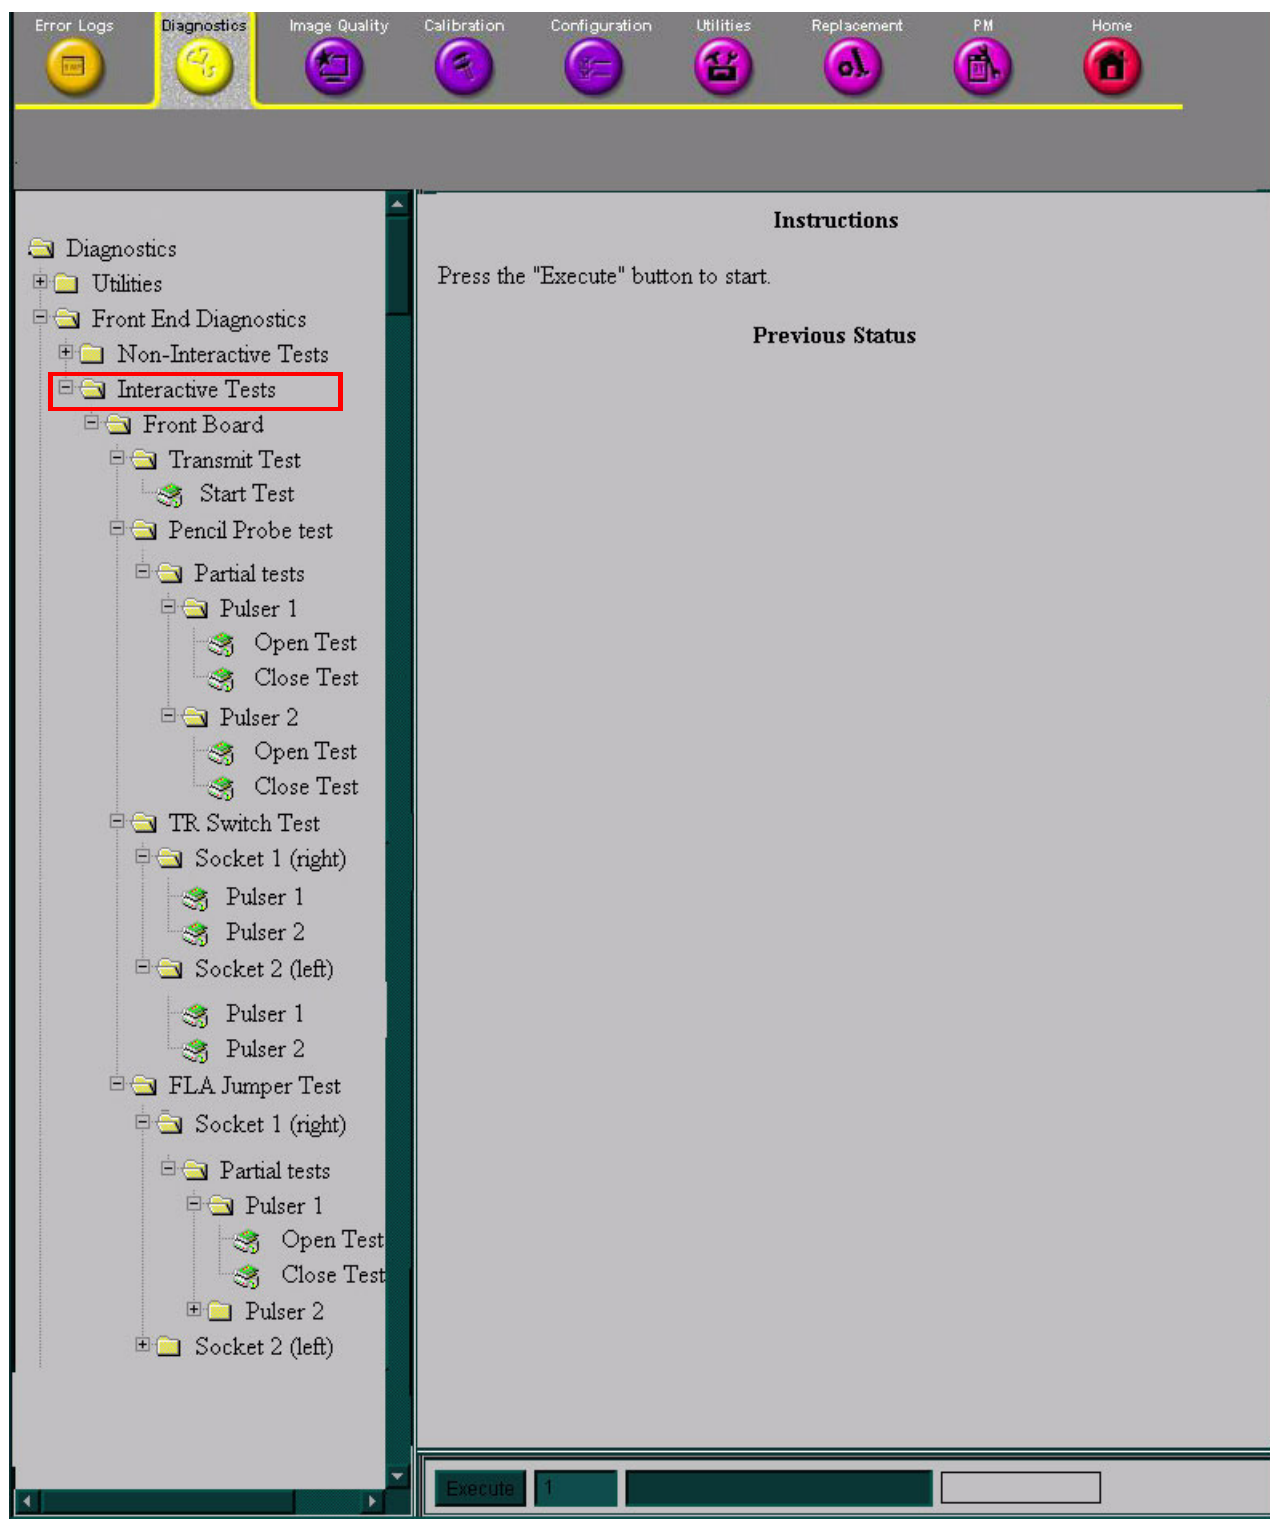 Error Logs Diagnostics Image Quality Calibration Configuration Utilities Replacement PM Home
Diagnostics
Utilities
Front End Diagnostics
Non-Interactive Tests
Interactive Tests
Front Board
Transmit Test
Start Test
Pencil Probe test
Partial tests
Pulser 1
Open Test
Close Test
Pulser 2
Open Test
Close Test
TR Switch Test
Socket 1 (right)
Pulser 1
Pulser 2
Socket 2 (left)
Pulser 1
Pulser 2
FLA Jumper Test
Socket 1 (right)
Partial tests
Pulser 1
Open Test
Close Test
Pulser 2
Socket 2 (left)
Instructions
Press the "Execute" button to start.
Previous Status
Execute 1